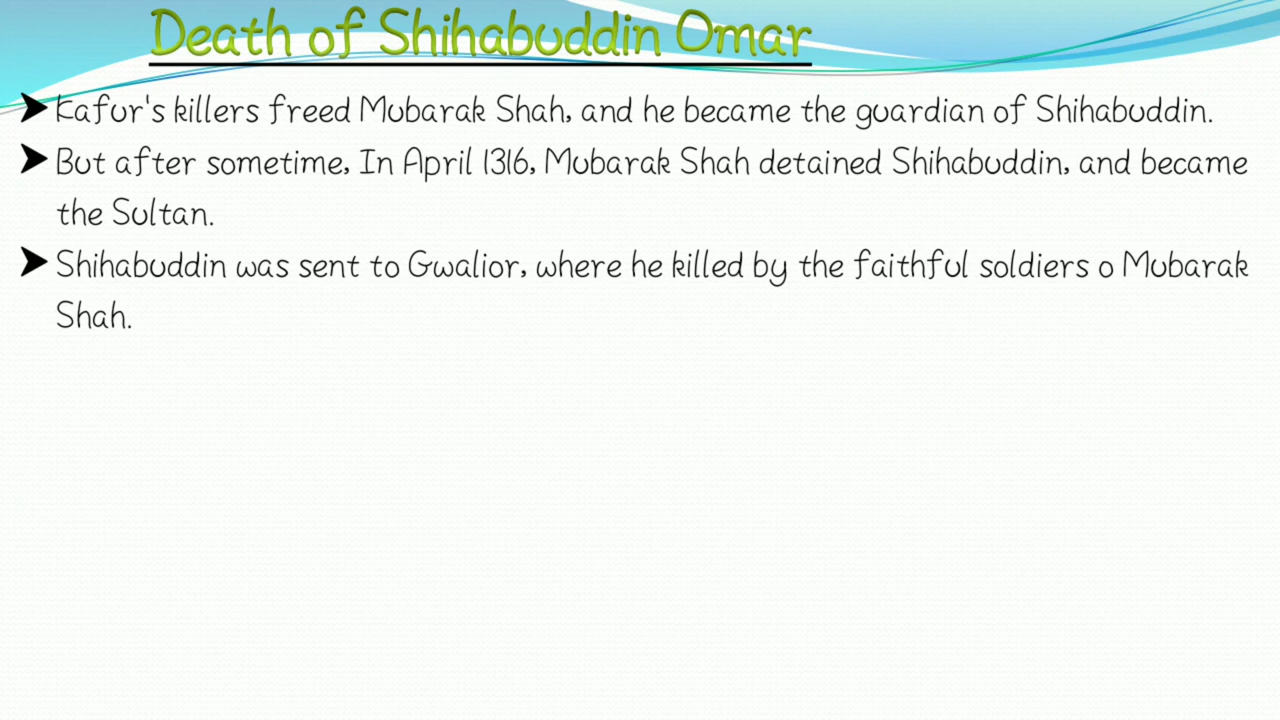 Death of Shihabuddin Omar
➤ Kafur's killers freed Mubarak Shah, and he became the guardian of Shihabuddin.
➤ But after sometime, In April 1316, Mubarak Shah detained Shihabuddin, and became
the Sultan.
➤ Shihabuddin was sent to Gwalior, where he killed by the faithful soldiers o Mubarak
Shah.